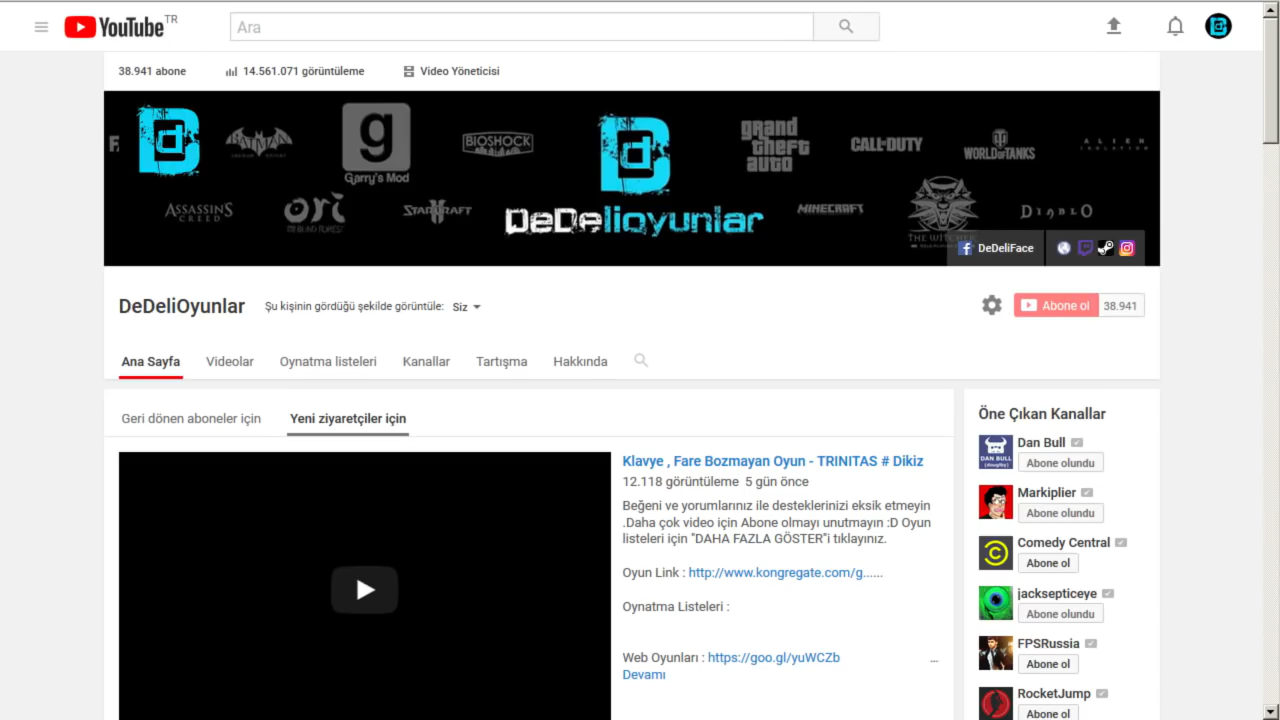 YouTube TR
Ara
38.941 abone
14.561.071 görüntüleme
Video Yöneticisi
BATMAN
g
Garry's Mod
BIOSHOCK
grand
theft
auto
CALL OF DUTY
WORLD OF TANKS
ALIEN
ISOLATION
ASSASSINS
CREED
ori
STARCRAFT
DeDelioyunlar
MINECRAFT
THE WITCHER
DIABLO
DeDeliFace
DeDeliOyunlar
Şu kişinin gördüğü şekilde görüntüle: Siz
Abone ol 38.941
Ana Sayfa
Videolar
Oynatma listeleri
Kanallar
Tartışma
Hakkında
Geri dönen aboneler için
Yeni ziyaretçiler için
Klavye , Fare Bozmayan Oyun - TRINITAS # Dikiz
12.118 görüntüleme 5 gün önce
Beğeni ve yorumlarınız ile desteklerinizi eksik etmeyin
.Daha çok video için Abone olmayı unutmayın :D Oyun
listeleri için "DAHA FAZLA GÖSTER"i tıklayınız.
Oyun Link : http://www.kongregate.com/g......
Oynatma Listeleri :
Web Oyunları : https://goo.gl/yuWCZb ...
Devamı
Öne Çıkan Kanallar
DAN BULL
Dan Bull
Abone olundu
Markiplier
Abone olundu
Comedy Central
Abone ol
jacksepticeye
Abone olundu
FPSRussia
Abone ol
RocketJump
Abone ol